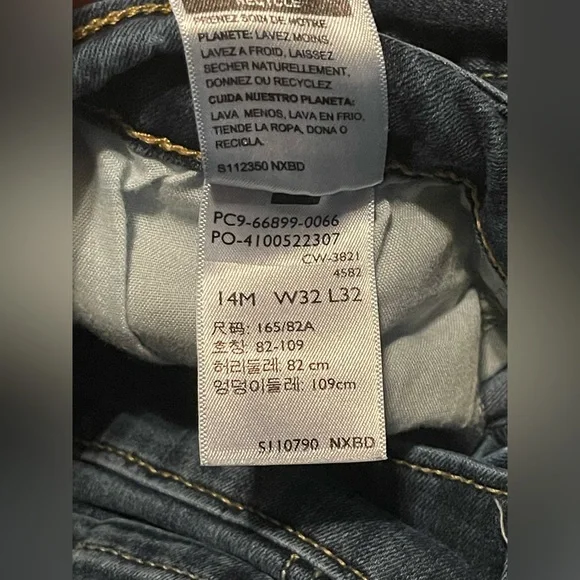 RECYCLE
PRENEZ SOIN DE NOTRE
PLANETE: LAVEZ MOINS,
LAVEZ A FROID, LAISSEZ
SECHER NATURELLEMENT,
DONNEZ OU RECYCLEZ
CUIDA NUESTRO PLANETA:
LAVA MENOS, LAVA EN FRIO,
TIENDE LA ROPA, DONA O
RECICLA.
S112350 NXBD
PC9-66899-0066
PO-4100522307
CW-3821
4582
14M W32 L32
尺码: 165/82A
호칭: 82-109
허리둘레: 82 cm
엉덩이둘레: 109cm
S110790 NXBD